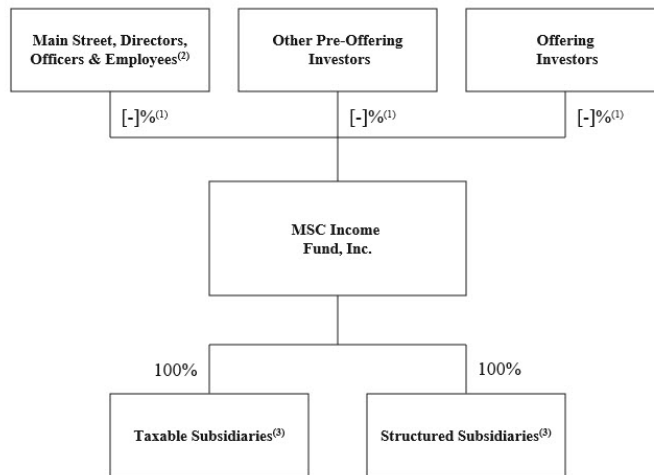 Main Street, Directors,
Officers & Employees(2)
Other Pre-Offering
Investors
Offering
Investors
[-]%(1)
[-]%(1)
[-]%(1)
MSC Income
Fund, Inc.
100%
100%
Taxable Subsidiaries(3)
Structured Subsidiaries(3)